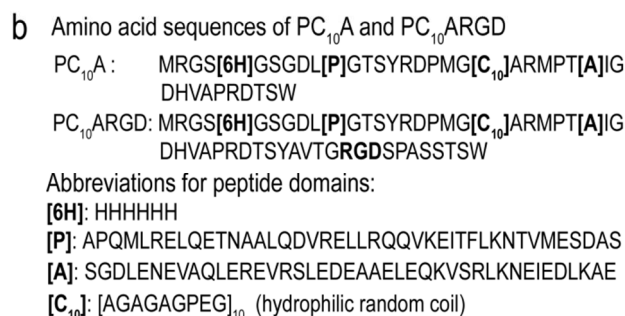 b Amino acid sequences of PC10A and PC10ARGD
PC10A : MRGS[6H]GSGDL[P]GTSYRDPMG[C10]ARMPT[A]IG
DHVAPRDTSW
PC10ARGD: MRGS[6H]GSGDL[P]GTSYRDPMG[C10]ARMPT[A]IG
DHVAPRDTSYAVTGRGDSPASSTSW
Abbreviations for peptide domains:
[6H]: HHHHHH
[P]: APQMLRELQETNAALQDVRELLRQQVKEITFLKNTVMESDAS
[A]: SGDLENEVAQLEREVRSLEDEAAELEQKVSRLKNEIEDLKAE
[C10]: [AGAGAGPEG]10 (hydrophilic random coil)